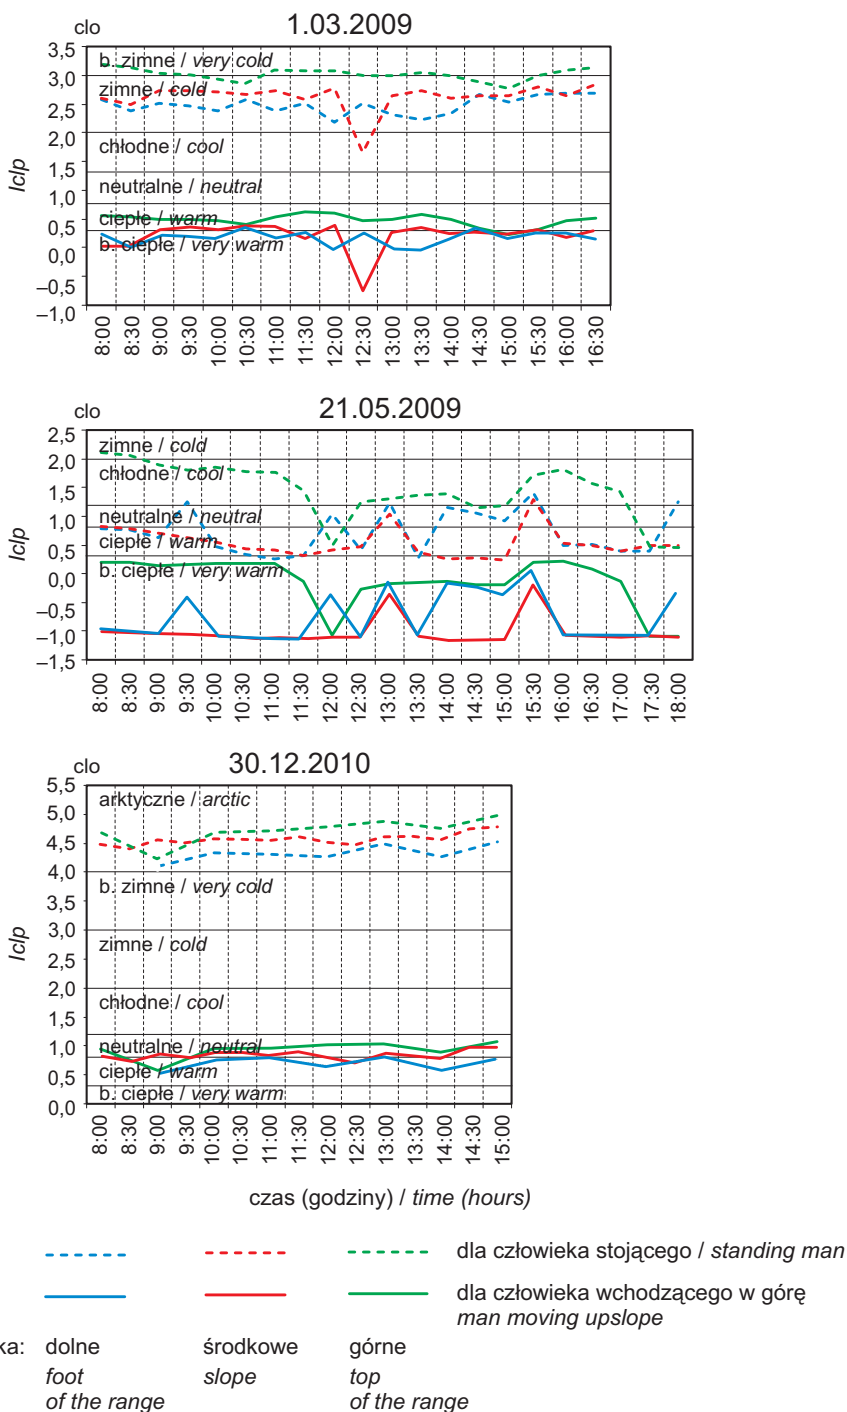 clo 1.03.2009
3,5
3,0
2,5
2,0
1,5
1,0
0,5
0,0
–0,5
–1,0
Iclp
b. zimne / very cold
zimne / cold
chłodne / cool
neutralne / neutral
ciepłe / warm
b. ciepłe / very warm
8:00 8:30 9:00 9:30 10:00 10:30 11:00 11:30 12:00 12:30 13:00 13:30 14:00 14:30 15:00 15:30 16:00 16:30
clo 21.05.2009
2,5
2,0
1,5
1,0
0,5
0,0
–0,5
–1,0
–1,5
Iclp
zimne / cold
chłodne / cool
neutralne / neutral
ciepłe / warm
b. ciepłe / very warm
8:00 8:30 9:00 9:30 10:00 10:30 11:00 11:30 12:00 12:30 13:00 13:30 14:00 14:30 15:00 15:30 16:00 16:30 17:00 17:30 18:00
clo 30.12.2010
5,5
5,0
4,5
4,0
3,5
3,0
2,5
2,0
1,5
1,0
0,5
0,0
Iclp
arktyczne / arctic
b. zimne / very cold
zimne / cold
chłodne / cool
neutralne / neutral
ciepłe / warm
b. ciepłe / very warm
8:00 8:30 9:00 9:30 10:00 10:30 11:00 11:30 12:00 12:30 13:00 13:30 14:00 14:30 15:00
czas (godziny) / time (hours)
dla człowieka stojącego / standing man
dla człowieka wchodzącego w górę
man moving upslope
ka: dolne środkowe górne
foot slope top
of the range of the range